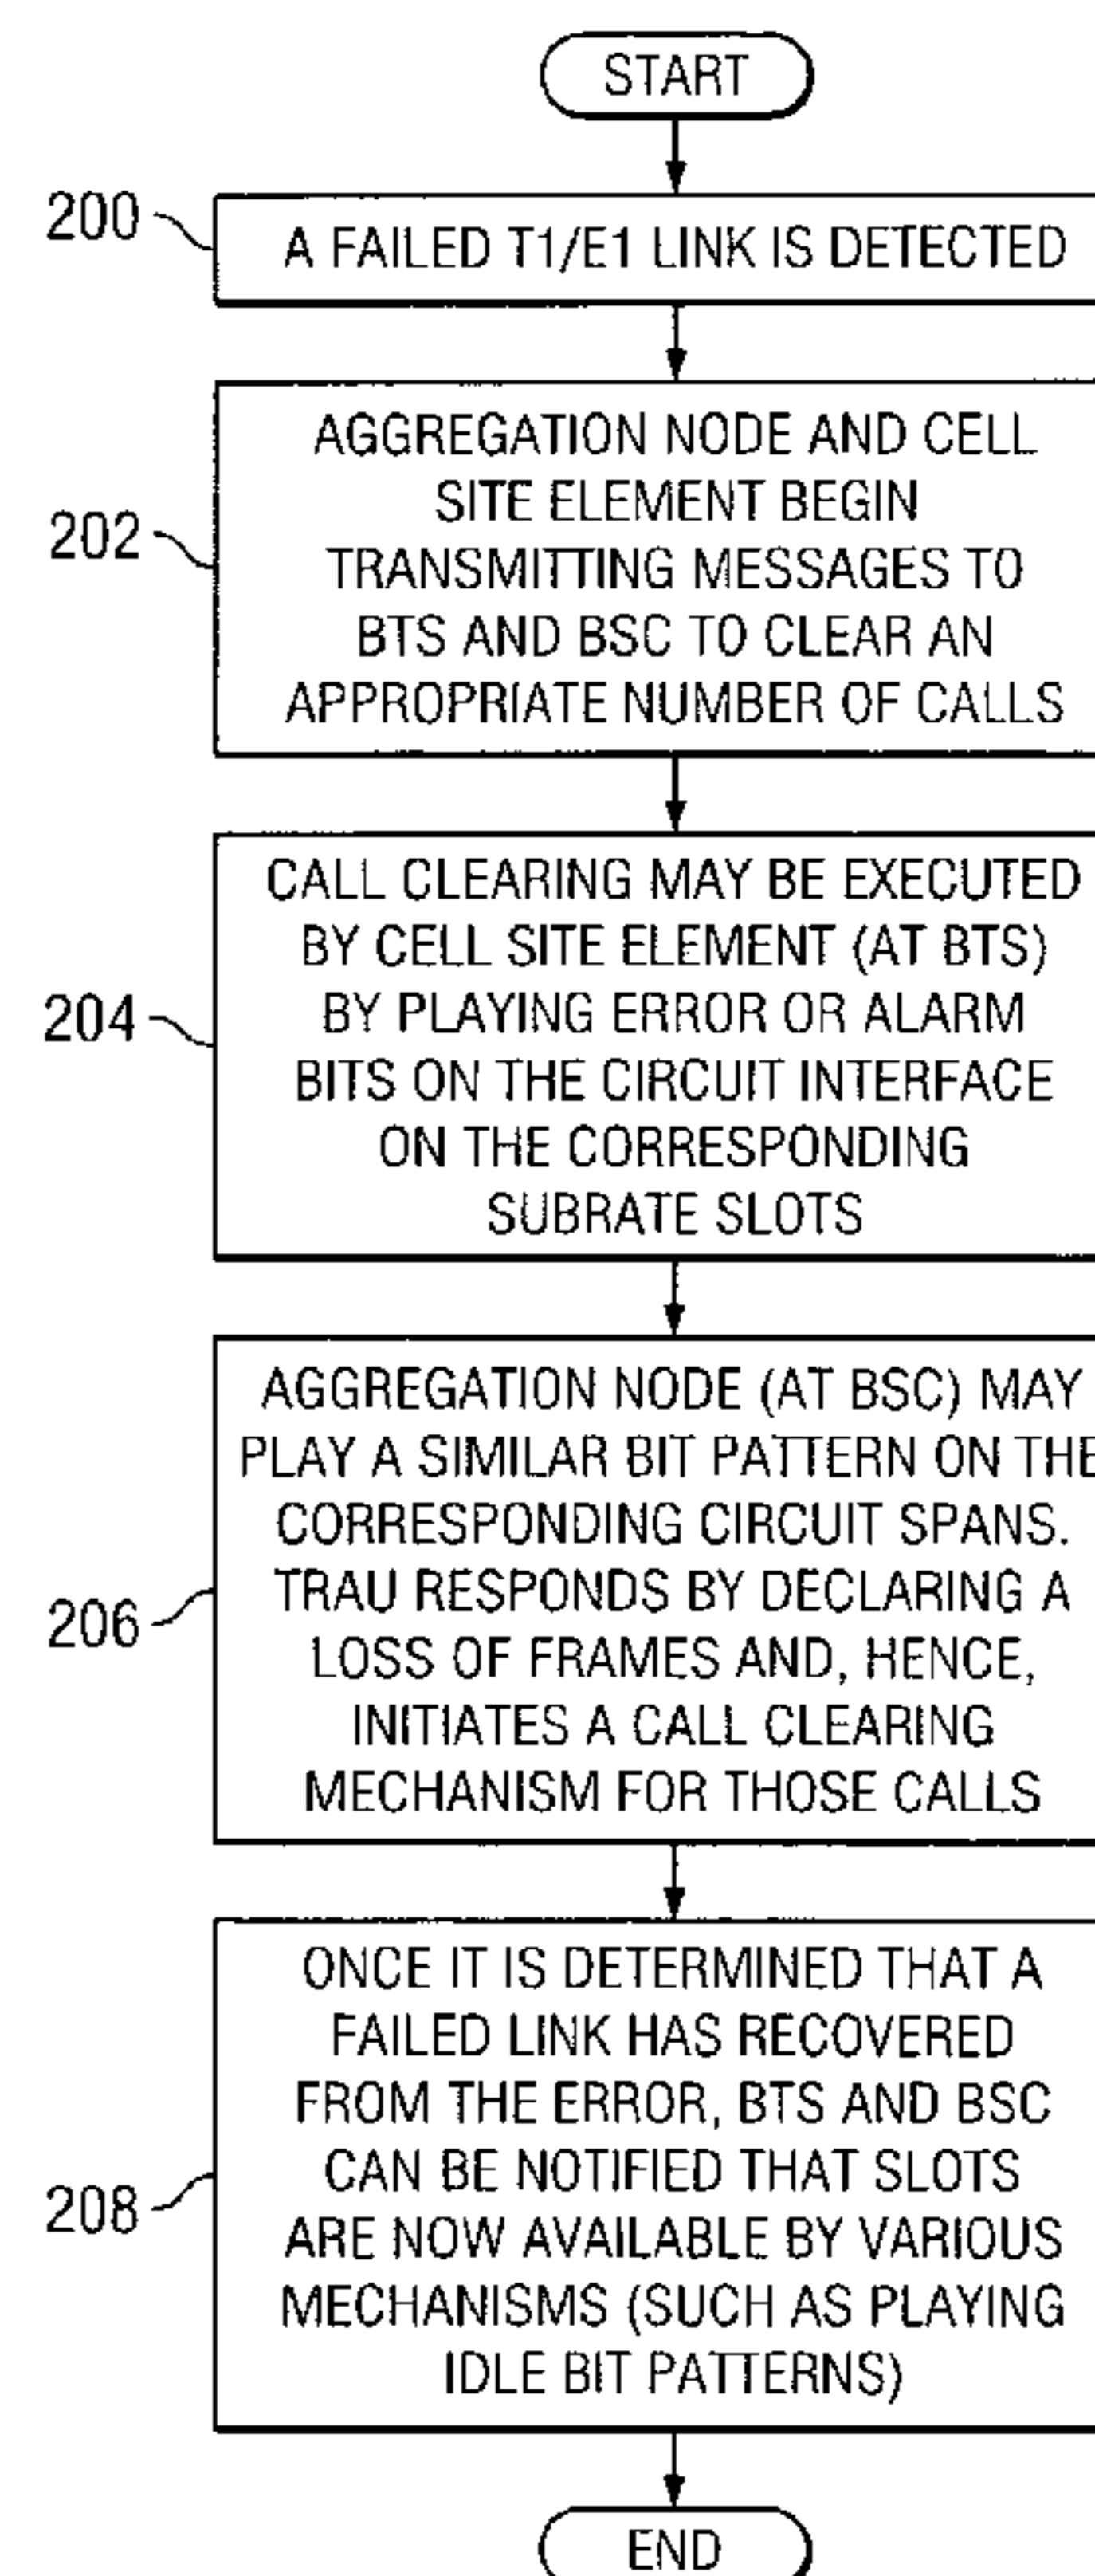 START
200
A FAILED T1/E1 LINK IS DETECTED
202
AGGREGATION NODE AND CELL
SITE ELEMENT BEGIN
TRANSMITTING MESSAGES TO
BTS AND BSC TO CLEAR AN
APPROPRIATE NUMBER OF CALLS
204
CALL CLEARING MAY BE EXECUTED
BY CELL SITE ELEMENT (AT BTS)
BY PLAYING ERROR OR ALARM
BITS ON THE CIRCUIT INTERFACE
ON THE CORRESPONDING
SUBRATE SLOTS
206
AGGREGATION NODE (AT BSC) MAY
PLAY A SIMILAR BIT PATTERN ON THE
CORRESPONDING CIRCUIT SPANS.
TRAU RESPONDS BY DECLARING A
LOSS OF FRAMES AND, HENCE,
INITIATES A CALL CLEARING
MECHANISM FOR THOSE CALLS
208
ONCE IT IS DETERMINED THAT A
FAILED LINK HAS RECOVERED
FROM THE ERROR, BTS AND BSC
CAN BE NOTIFIED THAT SLOTS
ARE NOW AVAILABLE BY VARIOUS
MECHANISMS (SUCH AS PLAYING
IDLE BIT PATTERNS)
END